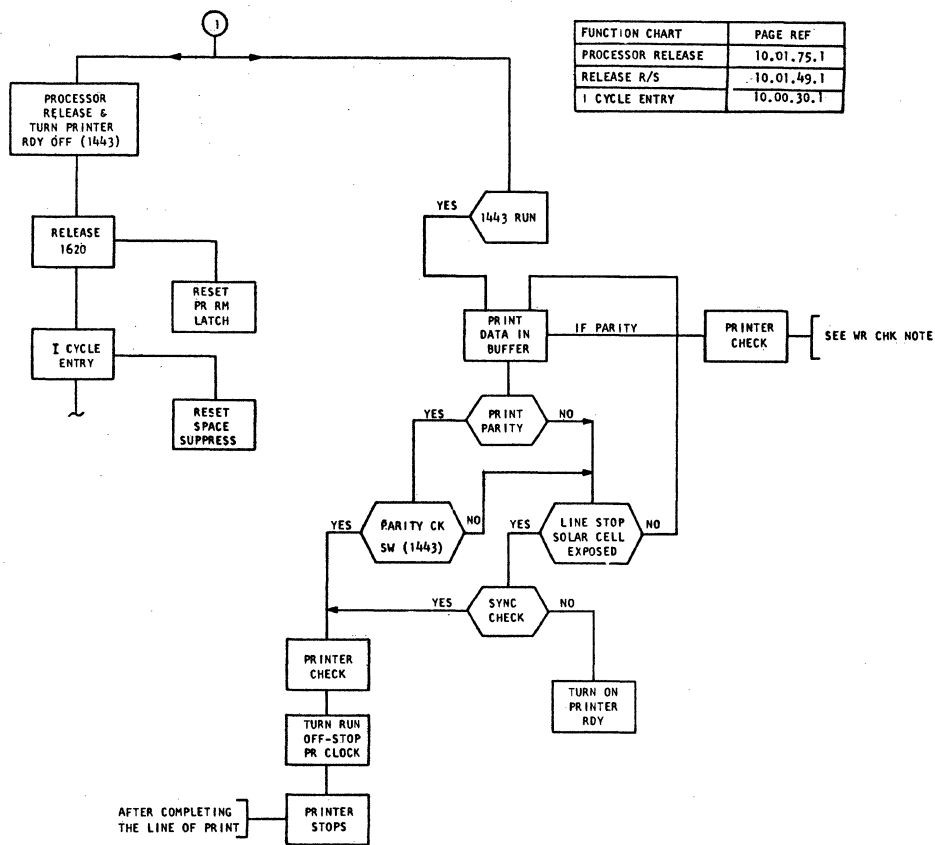 1
FUNCTION CHART PAGE REF
PROCESSOR RELEASE 10.01.75.1
RELEASE R/S 10.01.49.1
I CYCLE ENTRY 10.00.30.1
PROCESSOR
RELEASE &
TURN PRINTER
RDY OFF (1443)
YES
1443 RUN
RELEASE
1620
RESET
PR RM
LATCH
PRINT
DATA IN
BUFFER
IF PARITY
PRINTER
CHECK
SEE WR CHK NOTE
I CYCLE
ENTRY
RESET
SPACE
SUPPRESS
YES
PRINT
PARITY
NO
YES
PARITY CK
SW (1443)
NO
YES
LINE STOP
SOLAR CELL
EXPOSED
NO
YES
SYNC
CHECK
NO
PRINTER
CHECK
TURN ON
PRINTER
RDY
TURN RUN
OFF-STOP
PR CLOCK
AFTER COMPLETING
THE LINE OF PRINT
PRINTER
STOPS